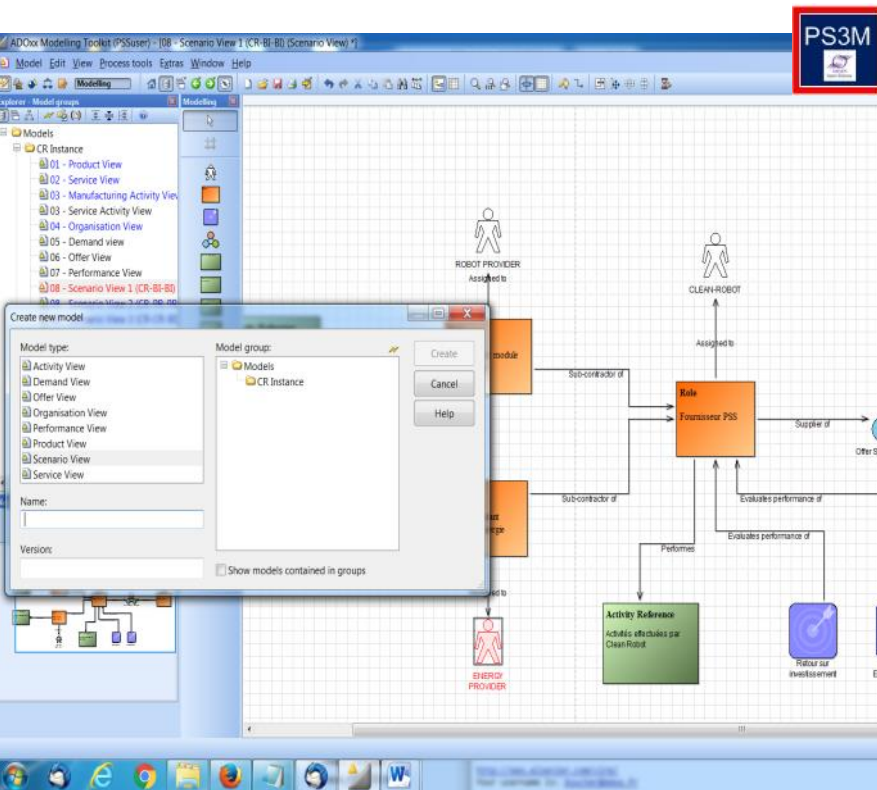 PS3M
ADOxx Modelling Toolkit (PSSuser) - [08 - Scenario View 1 (CR-BI-BI) (Scenario View) *]
Model Edit View Process tools Extras Window Help
Modelling
Explorer - Model groups
Modelling
Models
CR Instance
01 - Product View
02 - Service View
03 - Manufacturing Activity View
03 - Service Activity View
04 - Organisation View
05 - Demand view
06 - Offer View
07 - Performance View
08 - Scenario View 1 (CR-BI-BI)
Create new model
Model type:
Activity View
Demand View
Offer View
Organisation View
Performance View
Product View
Scenario View
Service View
Name:
Version:
Model group:
Models
CR Instance
Show models contained in groups
Create
Cancel
Help
ROBOT PROVIDER
Assigned to
module
Sub-contractor of
CLEAN-ROBOT
Assigned to
Role
Fournisseur PSS
Supplier of
Sub-contractor of
Evaluates performance of
Evaluates performance of
Performes
ENERGY
PROVIDER
Activity Reference
Activités effectuées par
Clean Robot
Retour sur
investissement